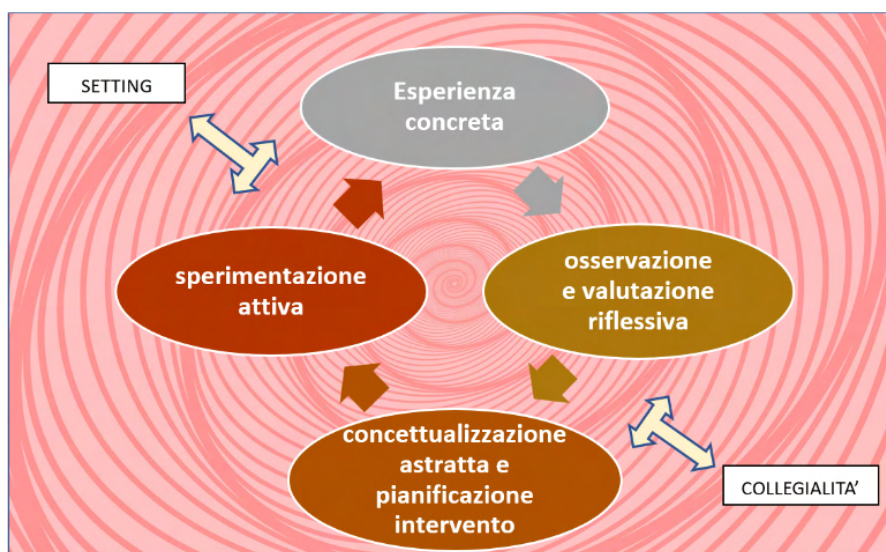 SETTING
Esperienza
concreta
sperimentazione
attiva
osservazione
e valutazione
riflessiva
concettualizzazione
astratta e
pianificazione
intervento
COLLEGIALITA’